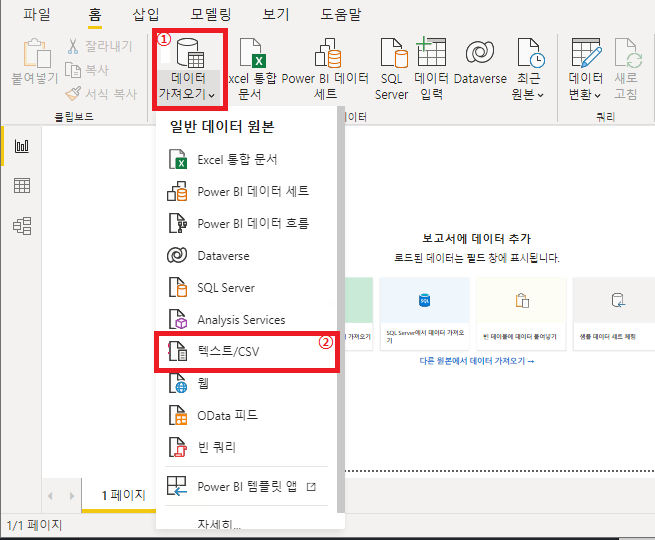 파일 홈 삽입 모델링 보기 도움말
①
붙여넣기
잘라내기
복사
서식 복사
클립보드
데이터
가져오기
Excel 통합
문서
Power BI 데이터
세트
SQL
Server
데이터
입력
Dataverse
최근
원본
데이터
변환
새로
고침
데이터
쿼리
일반 데이터 원본
Excel 통합 문서
Power BI 데이터 세트
Power BI 데이터 흐름
Dataverse
SQL Server
Analysis Services
텍스트/CSV
②
웹
OData 피드
빈 쿼리
Power BI 템플릿 앱
자세히...
보고서에 데이터 추가
로드된 데이터는 필드 창에 표시됩니다.
SQL Server에서 데이터 가져오
기
빈 테이블에 데이터 붙여넣기
샘플 데이터 세트 체험
다른 원본에서 데이터 가져오기 →
1 페이지
1/1 페이지